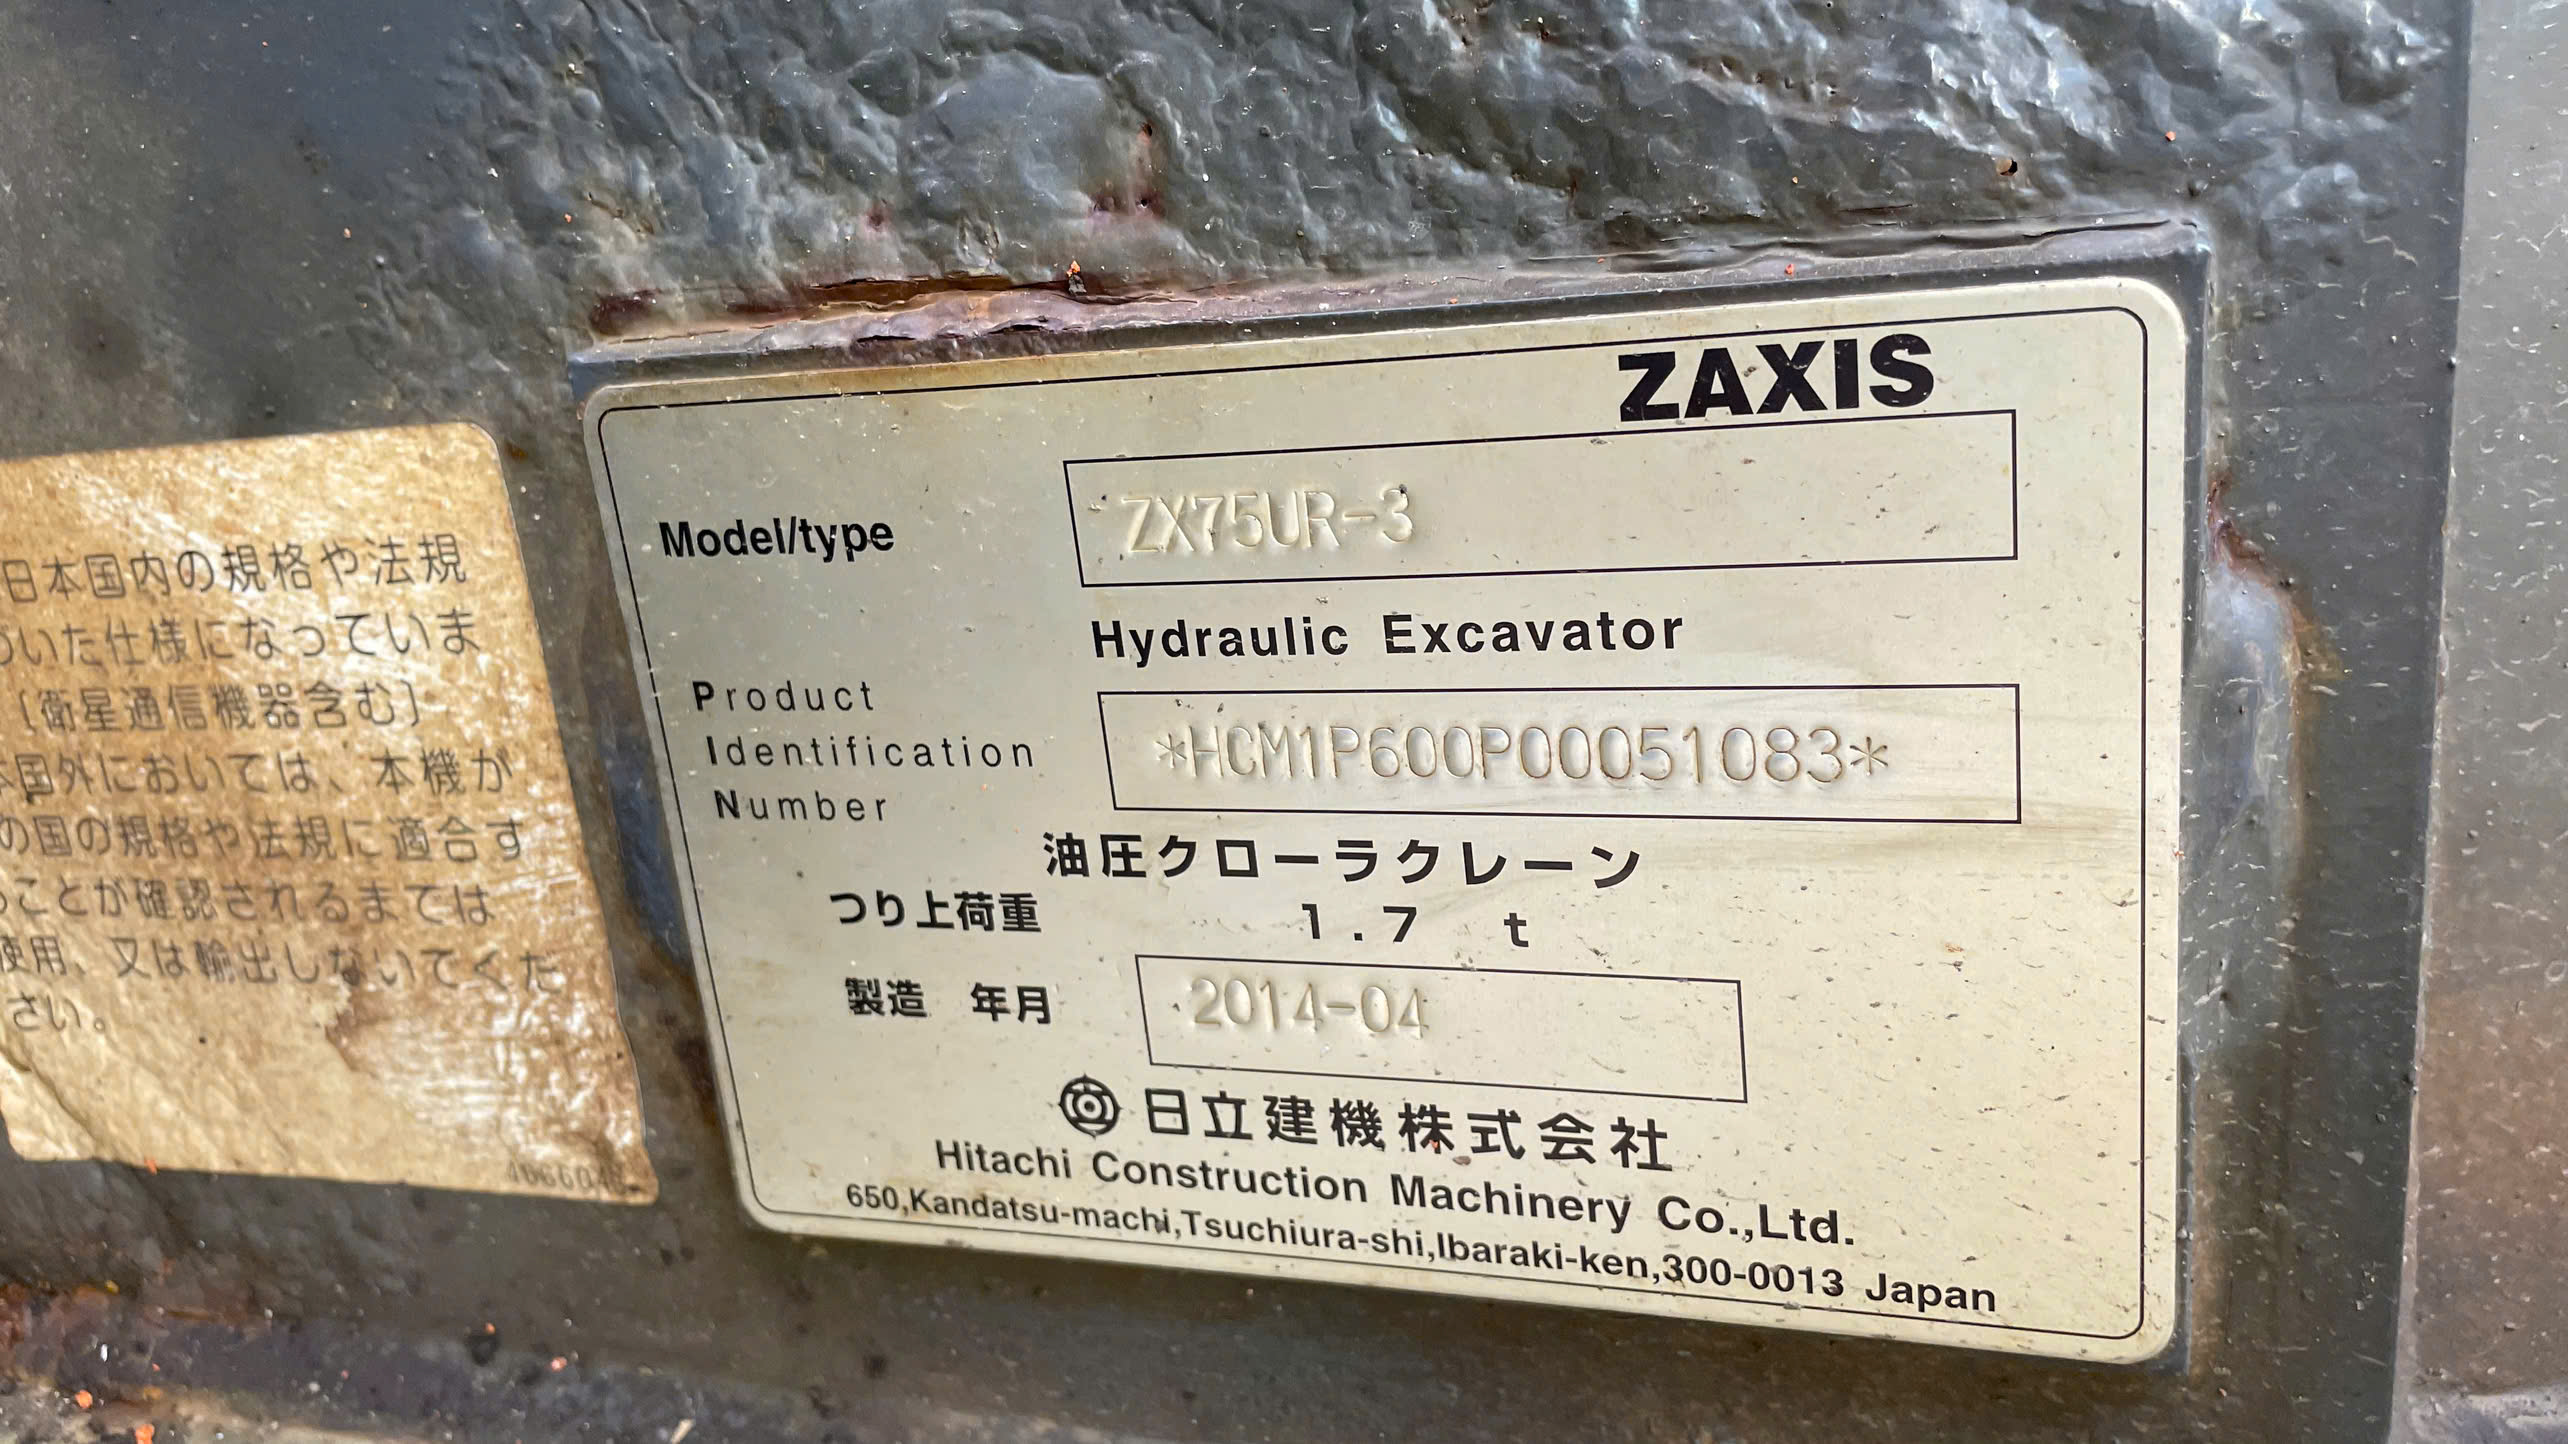 日本国内の規格や法規
づいた仕様になっていま
〔衛星通信機器含む〕
本国外においては、本機が
の国の規格や法規に適合す
ことが確認されるまでは
使用、又は輸出しないでくだ
さい。
ZAXIS
Model/type ZX75UR-3
Hydraulic Excavator
Product
Identification
Number
*HCM1P600P00051083*
油圧クローラクレーン
つり上荷重 1.7 t
製造 年月 2014-04
日立建機株式会社
Hitachi Construction Machinery Co.,Ltd.
650,Kandatsu-machi,Tsuchiura-shi,Ibaraki-ken,300-0013 Japan